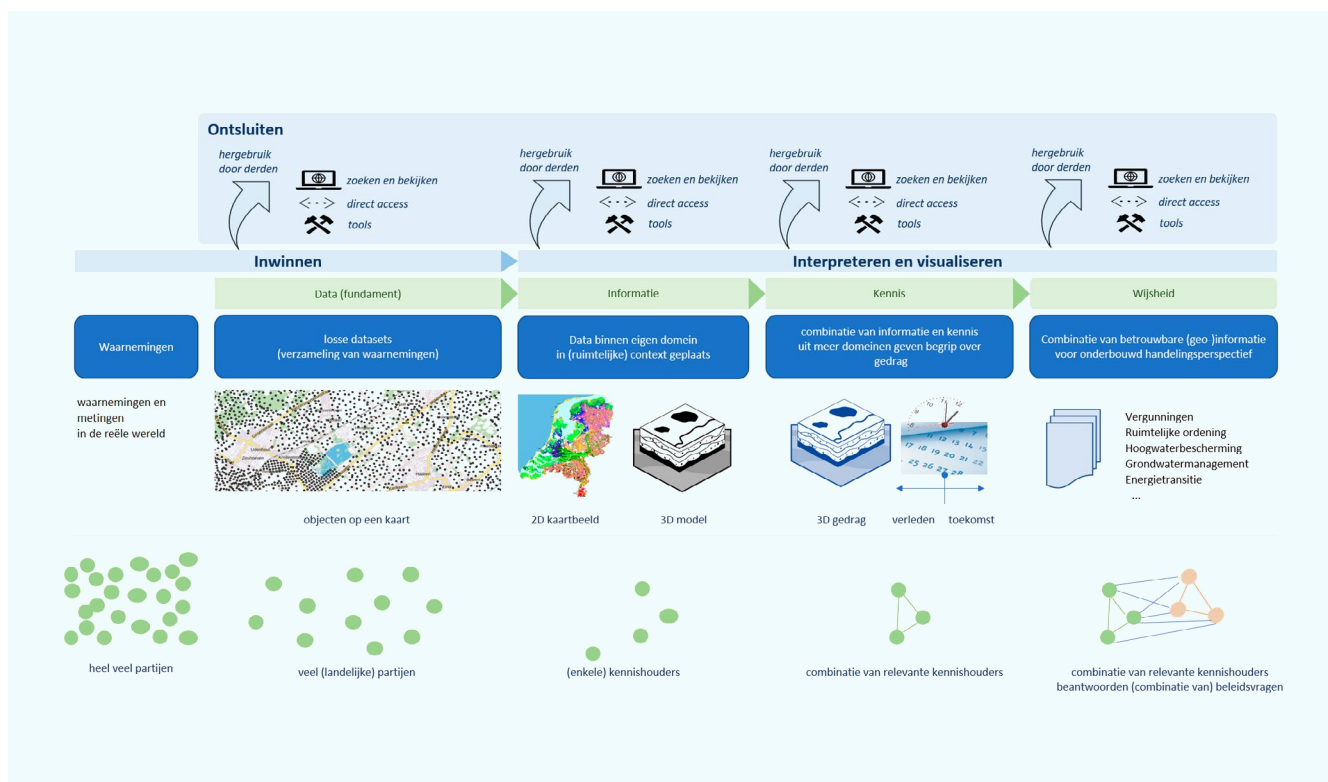 Ontsluiten
hergebruik
door derden
zoeken en bekijken
direct access
tools
hergebruik
door derden
zoeken en bekijken
direct access
tools
hergebruik
door derden
zoeken en bekijken
direct access
tools
hergebruik
door derden
zoeken en bekijken
direct access
tools
Inwinnen
Interpreteren en visualiseren
Data (fundament)
Informatie
Kennis
Wijsheid
Waarnemingen
losse datasets
(verzameling van waarnemingen)
Data binnen eigen domein
in (ruimtelijke) context geplaats
combinatie van informatie en kennis
uit meer domeinen geven begrip over
gedrag
Combinatie van betrouwbare (geo-)informatie
voor onderbouwd handelingsperspectief
waarnemingen en
metingen
in de reële wereld
objecten op een kaart
2D kaartbeeld
3D model
3D gedrag
verleden
toekomst
Vergunningen
Ruimtelijke ordening
Hoogwaterbescherming
Grondwatermanagement
Energietransitie
...
heel veel partijen
veel (landelijke) partijen
(enkele) kennishouders
combinatie van relevante kennishouders
combinatie van relevante kennishouders
beantwoorden (combinatie van) beleidsvragen